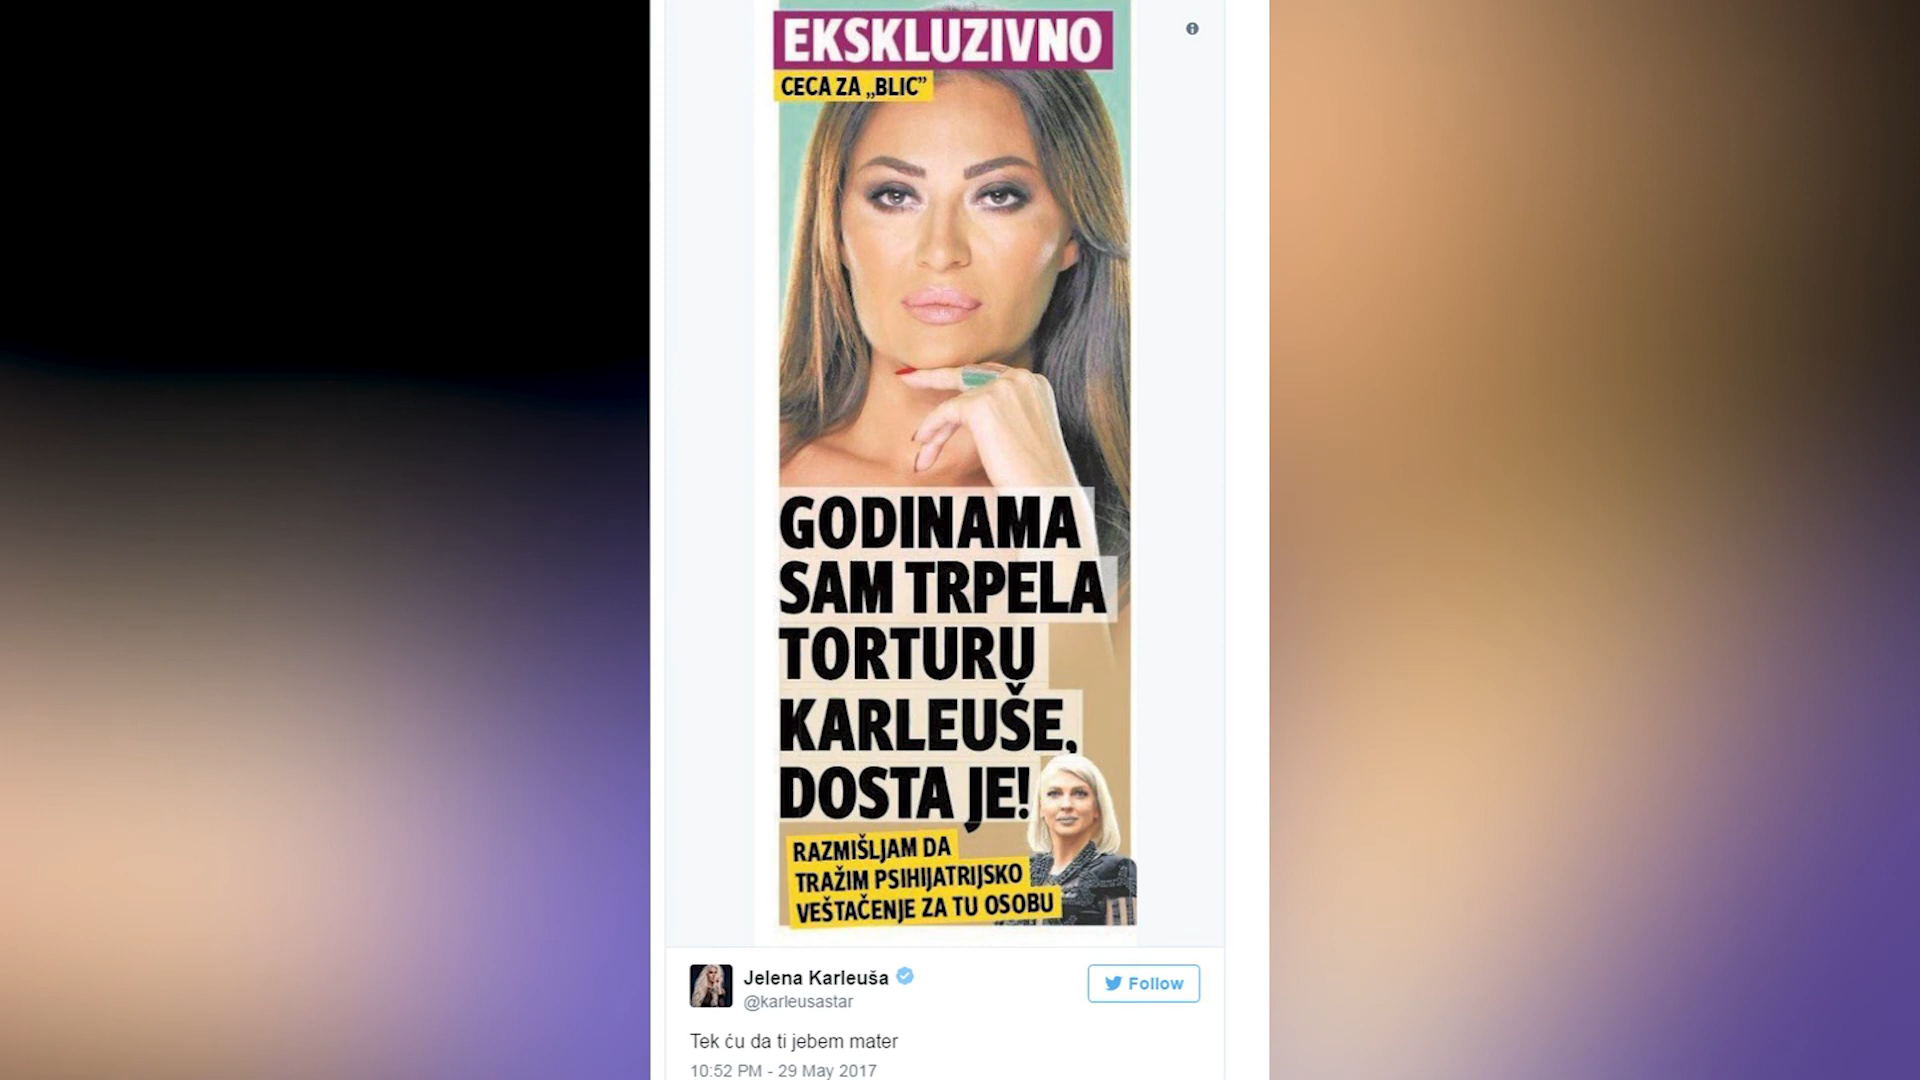 EKSKLUZIVNO
CECA ZA „BLIC”
GODINAMA
SAM TRPELA
TORTURU
KARLEUŠE,
DOSTA JE!
RAZMIŠLJAM DA
TRAŽIM PSIHIJATRIJSKO
VEŠTAČENJE ZA TU OSOBU
Jelena Karleuša
@karleusastar
Follow
Tek ću da ti jebem mater
10:52 PM - 29 May 2017